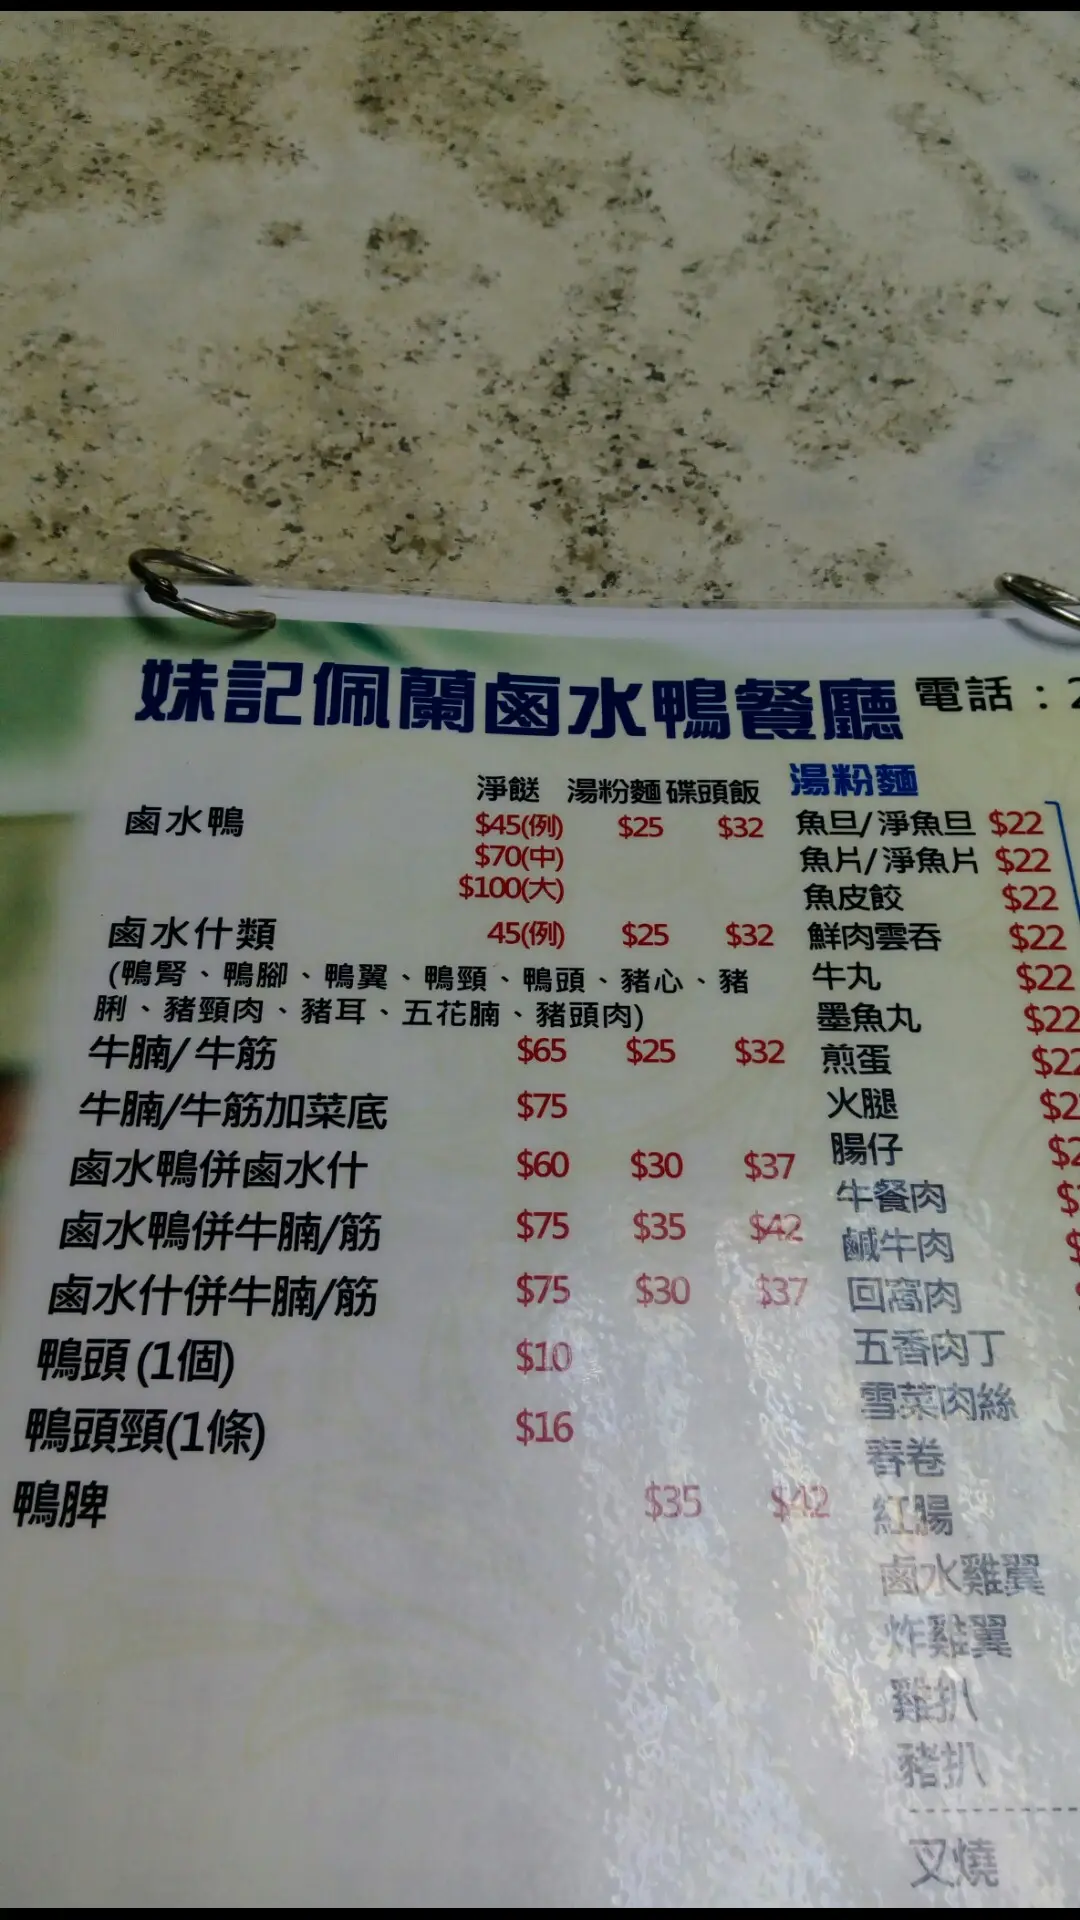 妹記佩蘭鹵水鴨餐廳 電話：2
淨餸 湯粉麵 碟頭飯
鹵水鴨 $45(例) $25 $32
$70(中)
$100(大)
鹵水什類 45(例) $25 $32
(鴨腎、鴨腳、鴨翼、鴨頸、鴨頭、豬心、豬
脷、豬頸肉、豬耳、五花腩、豬頭肉)
牛腩/牛筋 $65 $25 $32
牛腩/牛筋加菜底 $75
鹵水鴨併鹵水什 $60 $30 $37
鹵水鴨併牛腩/筋 $75 $35 $42
鹵水什併牛腩/筋 $75 $30 $37
鴨頭(1個) $10
鴨頭頸(1條) $16
鴨脾 $35 $42
湯粉麵
魚旦/淨魚旦 $22
魚片/淨魚片 $22
魚皮餃 $22
鮮肉雲吞 $22
牛丸 $22
墨魚丸 $22
煎蛋 $22
火腿 $2
腸仔 $2
牛餐肉 $
鹹牛肉 $
回窩肉
五香肉丁
雪菜肉絲
春卷
紅腸
鹵水雞翼
炸雞翼
雞扒
豬扒
叉燒